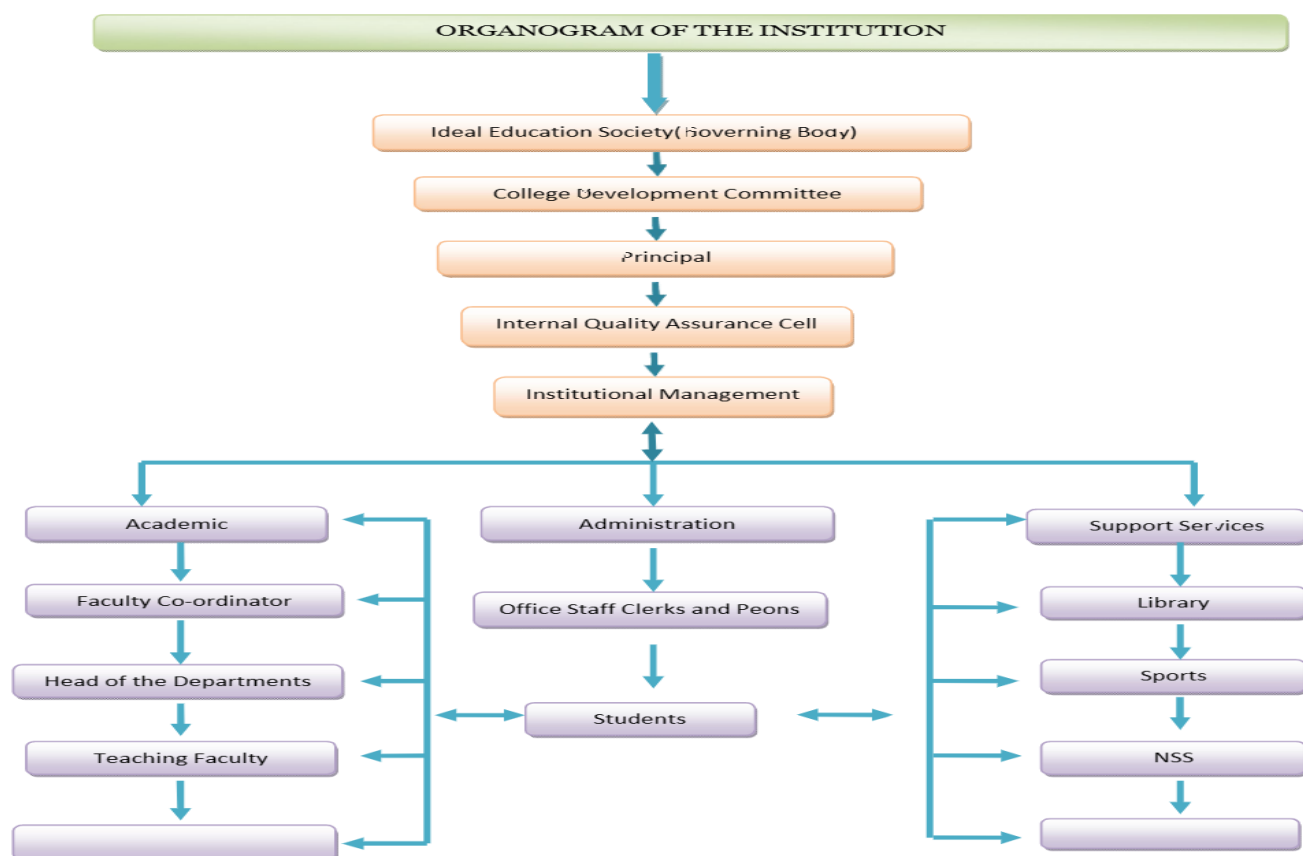 ORGANOGRAM OF THE INSTITUTION
Ideal Education Society(Governing Body)
College Development Committee
Principal
Internal Quality Assurance Cell
Institutional Management
Academic
Administration
Support Services
Faculty Co-ordinator
Office Staff Clerks and Peons
Library
Head of the Departments
Sports
Students
Teaching Faculty
NSS